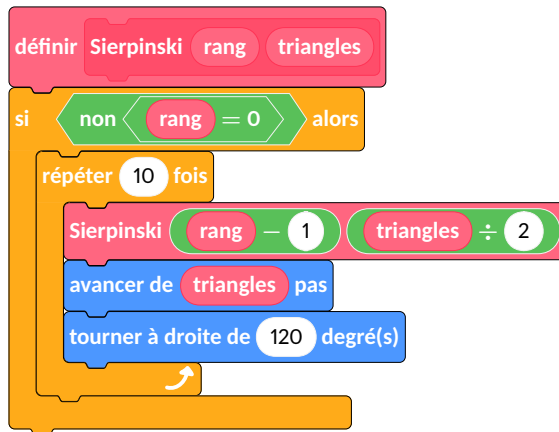 définir Sierpinski rang triangles
si non rang = 0 alors
répéter 10 fois
Sierpinski rang − 1 triangles ÷ 2
avancer de triangles pas
tourner à droite de 120 degré(s)